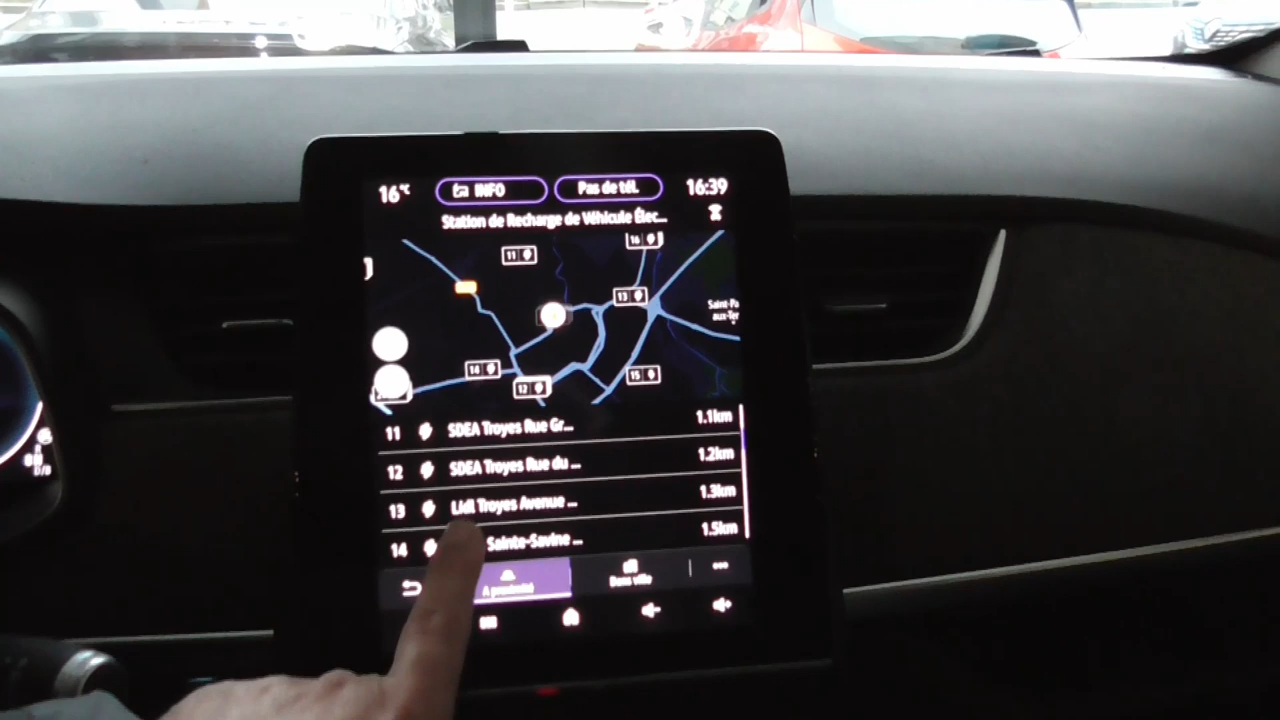 16°C INFO Pas de tél. 16:39
Station de Recharge de Véhicule Élec...
11
16
13
Saint-Pa
aux-Ter
14
12
15
11 SDEA Troyes Rue Gr... 1.1km
12 SDEA Troyes Rue du ... 1.2km
13 Lidl Troyes Avenue ... 1.3km
14 Sainte-Savine ... 1.5km
A proximité Dans ville